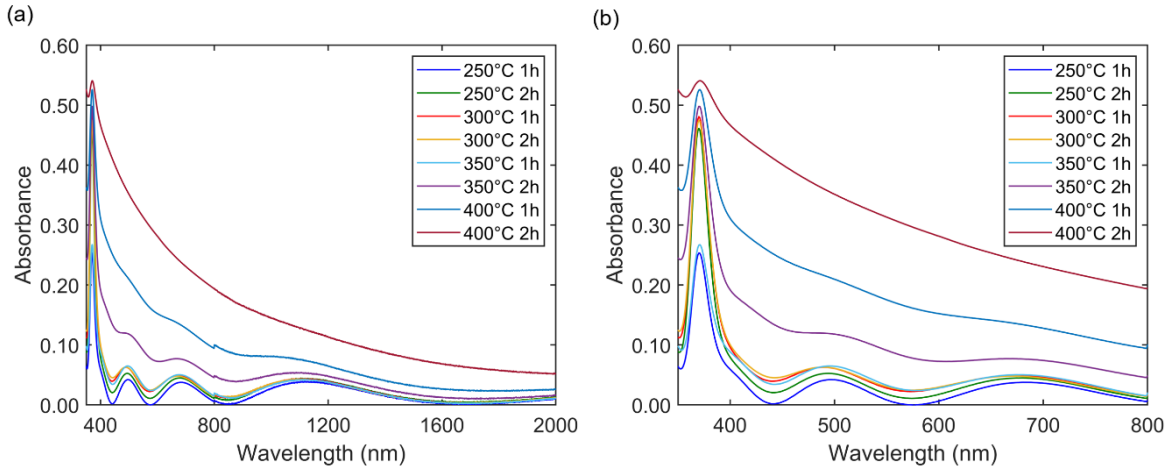 (a)
0.60
0.50
0.40
0.30
0.20
0.10
0.00
Absorbance
400
800
1200
1600
2000
Wavelength (nm)
250°C 1h
250°C 2h
300°C 1h
300°C 2h
350°C 1h
350°C 2h
400°C 1h
400°C 2h
(b)
0.60
0.50
0.40
0.30
0.20
0.10
0.00
Absorbance
400
500
600
700
800
Wavelength (nm)
250°C 1h
250°C 2h
300°C 1h
300°C 2h
350°C 1h
350°C 2h
400°C 1h
400°C 2h